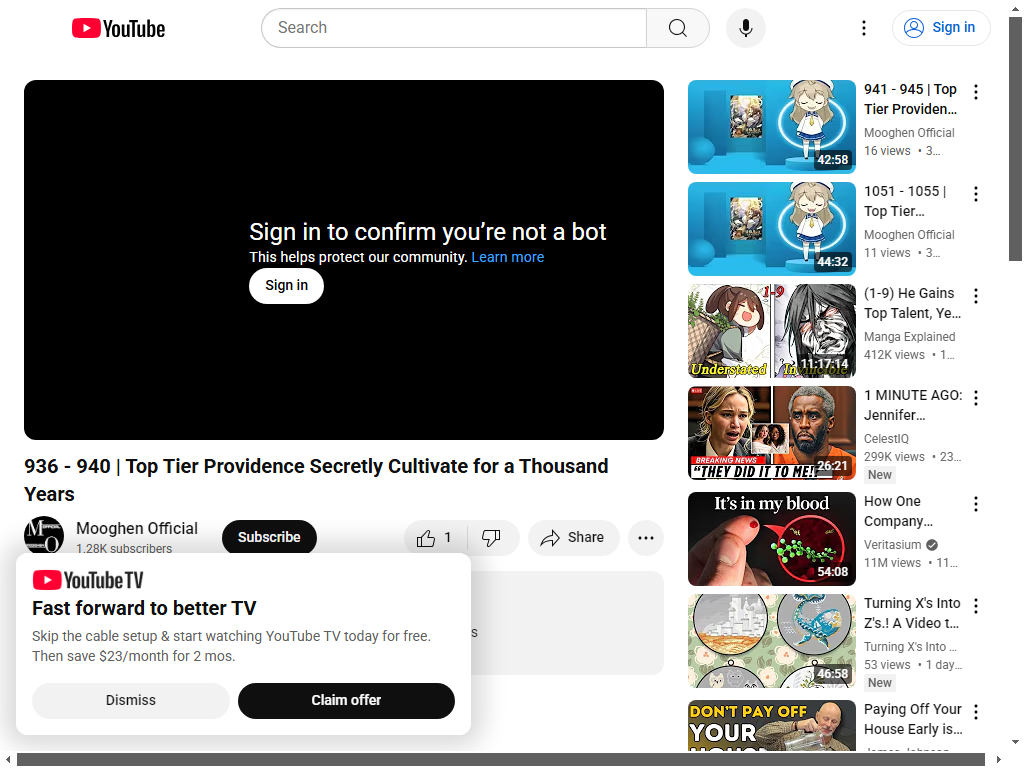 YouTube
Search
Sign in
Sign in to confirm you're not a bot
This helps protect our community. Learn more
Sign in
936 - 940 | Top Tier Providence Secretly Cultivate for a Thousand
Years
Mooghen Official
1.28K subscribers
Subscribe
1
Share
YouTube TV
Fast forward to better TV
Skip the cable setup & start watching YouTube TV today for free.
Then save $23/month for 2 mos.
Dismiss
Claim offer
s
42:58
941 - 945 | Top
Tier Providen...
Mooghen Official
16 views • 3...
44:32
1051 - 1055 |
Top Tier...
Mooghen Official
11 views • 3...
1-9
Understated
Invincible
11:17:14
(1-9) He Gains
Top Talent, Ye...
Manga Explained
412K views • 1...
BREAKING NEWS
"THEY DID IT TO ME!!"
26:21
1 MINUTE AGO:
Jennifer...
CelestIQ
299K views • 23...
New
It's in my blood
54:08
How One
Company...
Veritasium
11M views • 11...
46:58
Turning X's Into
Z's.! A Video t...
Turning X's Into ...
53 views • 1 day...
New
DON'T PAY OFF
YOUR
HOUSE
Paying Off Your
House Early is...
James Johnson